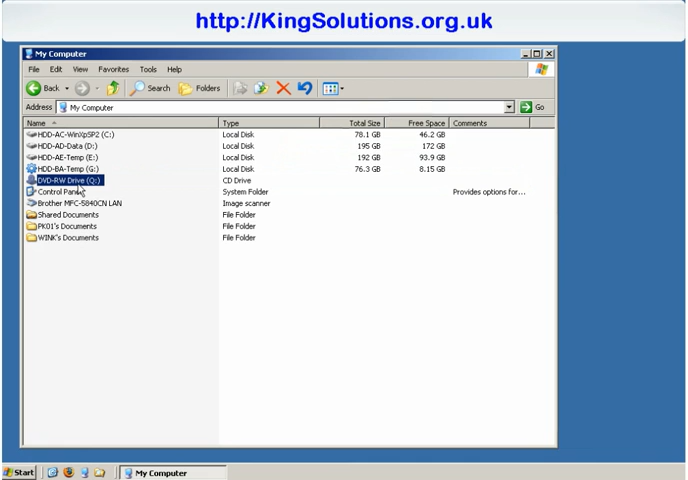 http://KingSolutions.org.uk
My Computer
File Edit View Favorites Tools Help
Back Search Folders
Address My Computer Go
Name Type Total Size Free Space Comments
HDD-AC-WinXpSP2 (C:) Local Disk 78.1 GB 46.2 GB
HDD-AD-Data (D:) Local Disk 195 GB 172 GB
HDD-AE-Temp (E:) Local Disk 192 GB 93.9 GB
HDD-BA-Temp (G:) Local Disk 76.3 GB 8.15 GB
DVD-RW Drive (Q:) CD Drive
Control Panel System Folder Provides options for...
Brother MFC-5840CN LAN Image scanner
Shared Documents File Folder
PK01's Documents File Folder
WINK's Documents File Folder
Start My Computer